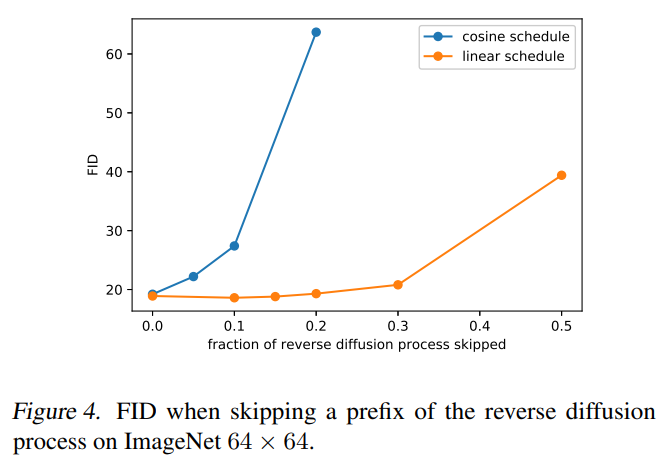 cosine schedule
linear schedule
60
50
40
30
20
FID
0.0 0.1 0.2 0.3 0.4 0.5
fraction of reverse diffusion process skipped
Figure 4. FID when skipping a prefix of the reverse diffusion
process on ImageNet 64 × 64.